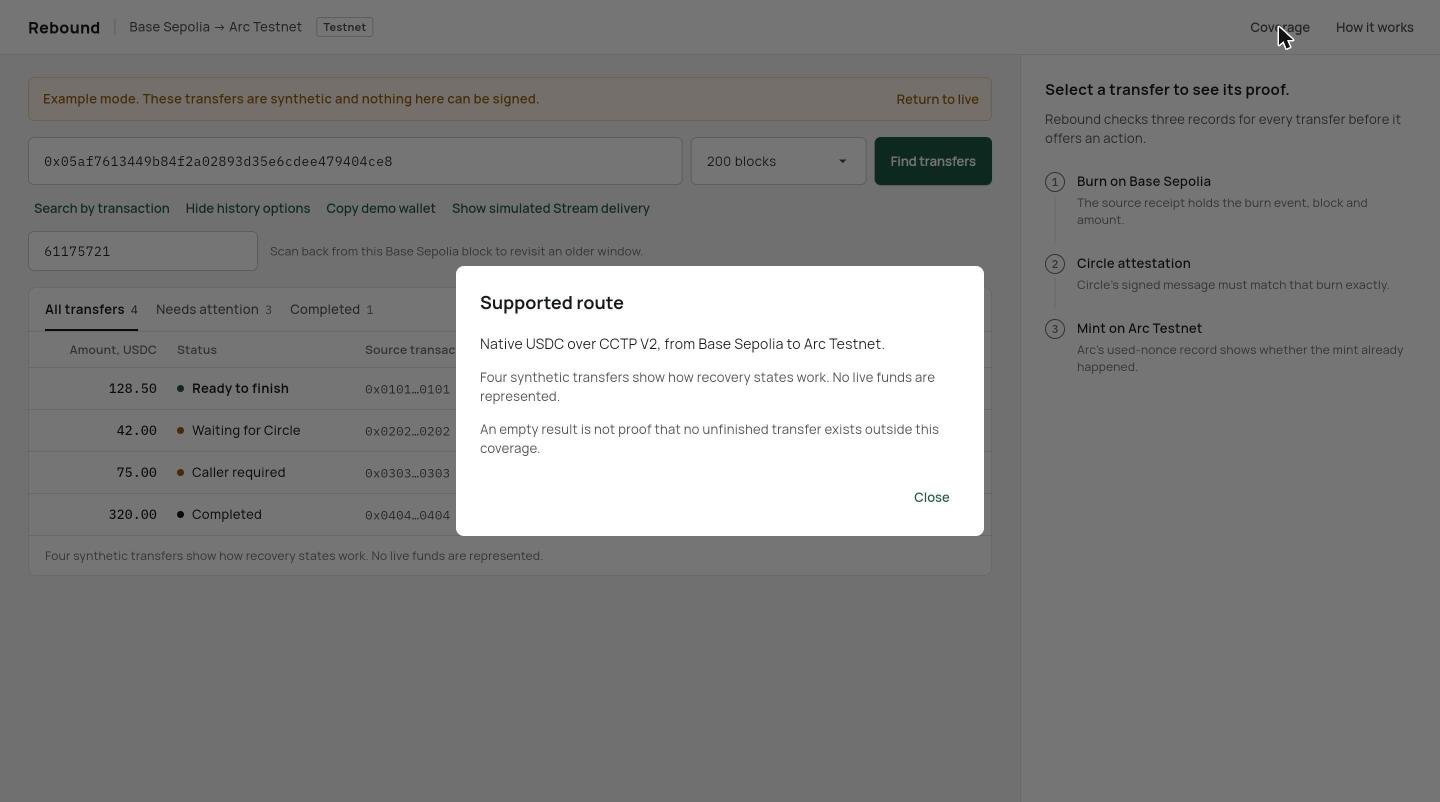 Rebound
Base Sepolia → Arc Testnet
Testnet
Coverage
How it works
Example mode. These transfers are synthetic and nothing here can be signed.
Return to live
0x05af7613449b84f2a02893d35e6cdee479404ce8
200 blocks
Find transfers
Search by transaction
Hide history options
Copy demo wallet
Show simulated Stream delivery
61175721
Scan back from this Base Sepolia block to revisit an older window.
All transfers 4
Needs attention 3
Completed 1
Amount, USDC
Status
Source transac
128.50
Ready to finish
0x0101…0101
42.00
Waiting for Circle
0x0202…0202
75.00
Caller required
0x0303…0303
320.00
Completed
0x0404…0404
Four synthetic transfers show how recovery states work. No live funds are represented.
Supported route
Native USDC over CCTP V2, from Base Sepolia to Arc Testnet.
Four synthetic transfers show how recovery states work. No live funds are
represented.
An empty result is not proof that no unfinished transfer exists outside this
coverage.
Close
Select a transfer to see its proof.
Rebound checks three records for every transfer before it
offers an action.
1
Burn on Base Sepolia
The source receipt holds the burn event, block and
amount.
2
Circle attestation
Circle's signed message must match that burn exactly.
3
Mint on Arc Testnet
Arc's used-nonce record shows whether the mint already
happened.